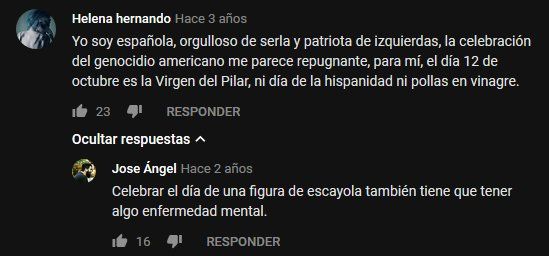 Helena hernando Hace 3 años
Yo soy española, orgulloso de serla y patriota de izquierdas, la celebración
del genocidio americano me parece repugnante, para mí, el día 12 de
octubre es la Virgen del Pilar, ni día de la hispanidad ni pollas en vinagre.
23 RESPONDER
Ocultar respuestas
Jose Ángel Hace 2 años
Celebrar el día de una figura de escayola también tiene que tener
algo enfermedad mental.
16 RESPONDER